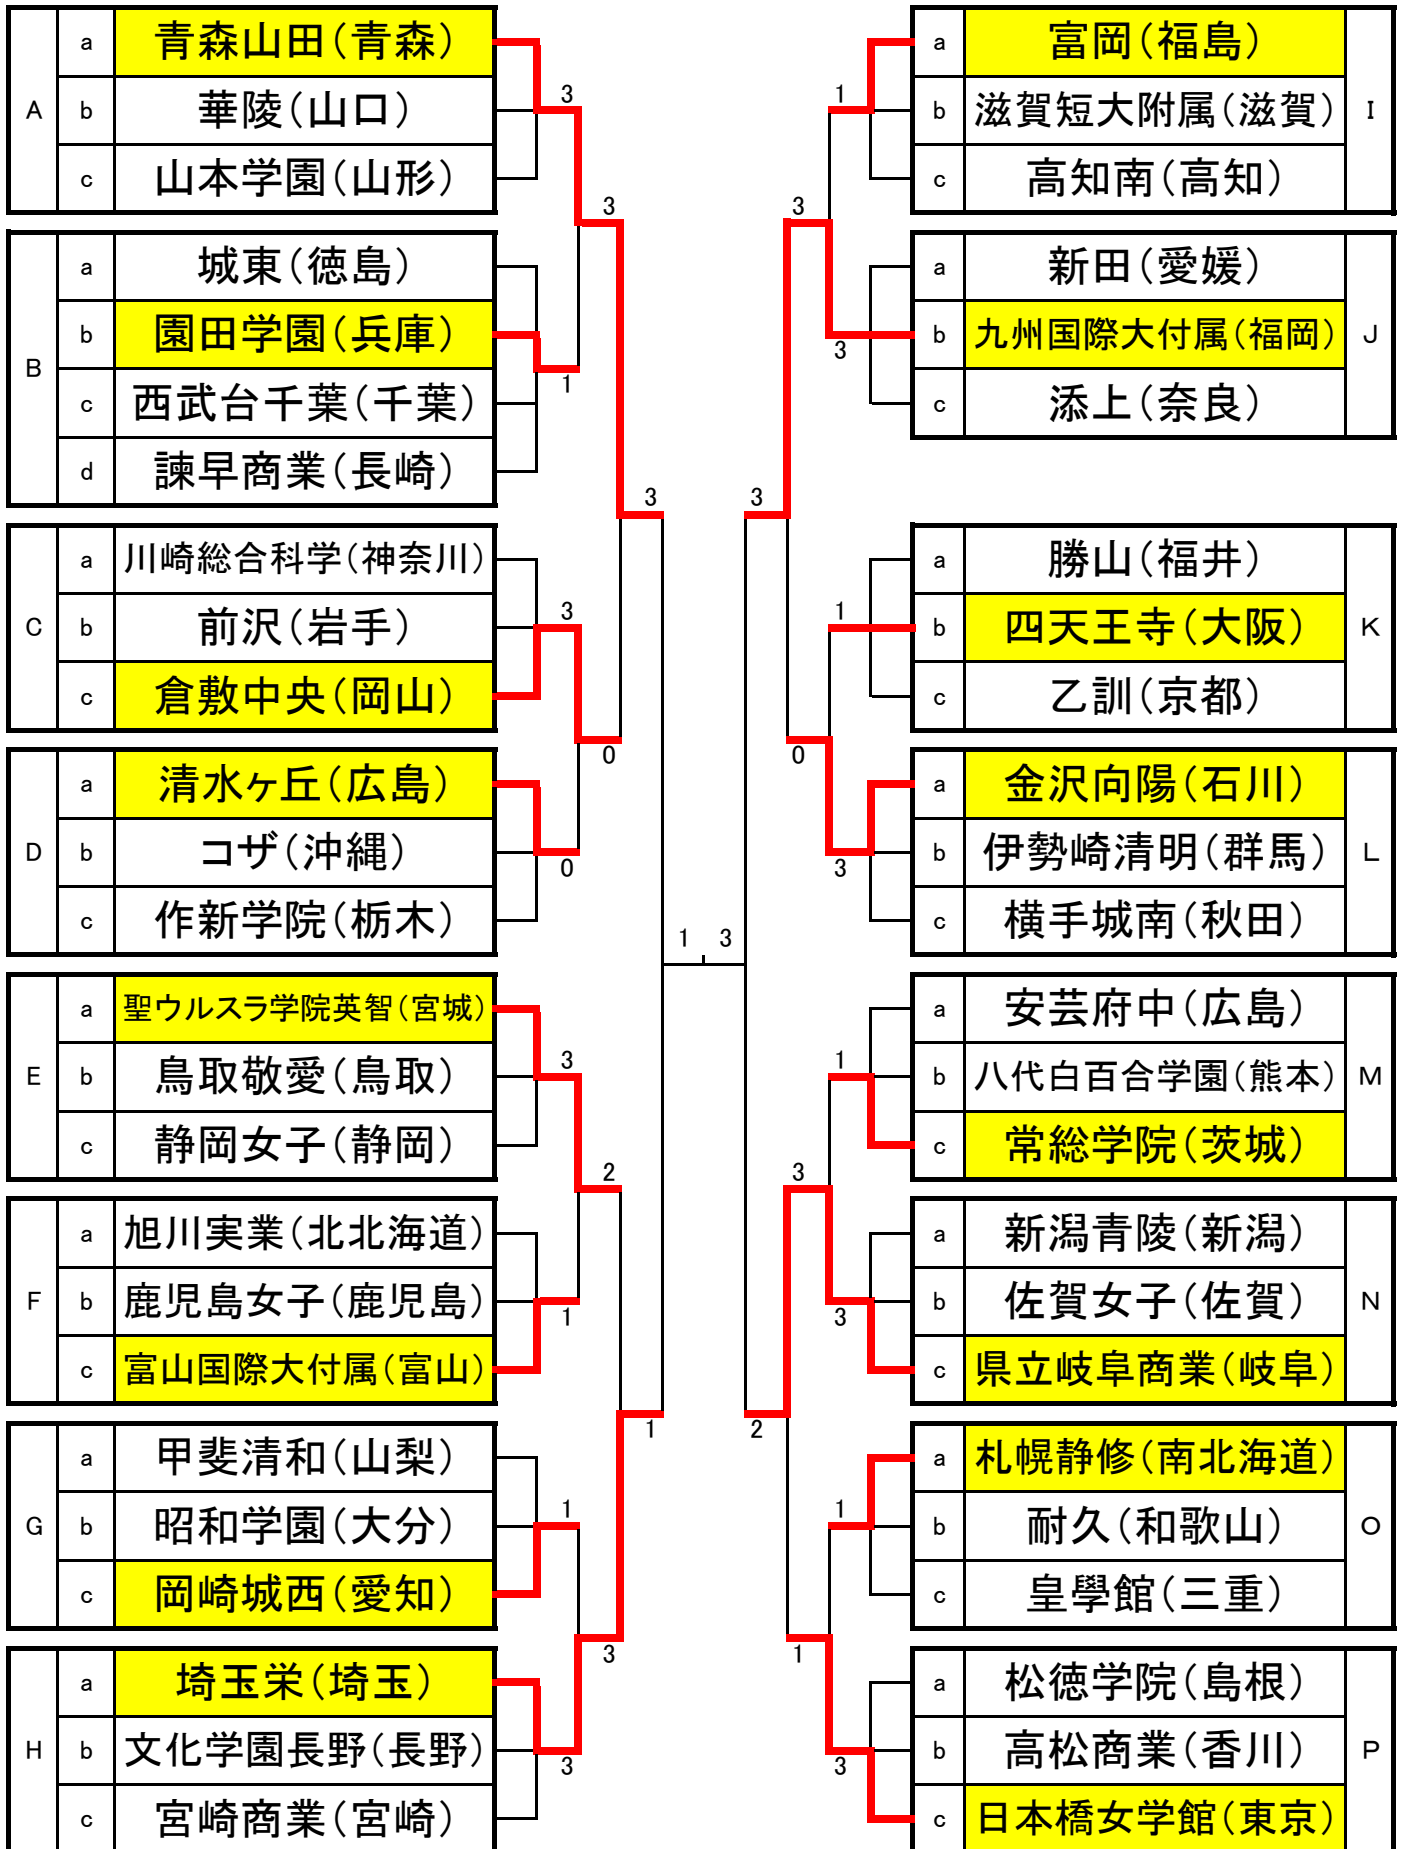 A
a 青森山田(青森)
b 華陵(山口)
c 山本学園(山形)
3
3
B
a 城東(徳島)
b 園田学園(兵庫)
c 西武台千葉(千葉)
d 諫早商業(長崎)
1
3
C
a 川崎総合科学(神奈川)
b 前沢(岩手)
c 倉敷中央(岡山)
3
0
D
a 清水ヶ丘(広島)
b コザ(沖縄)
c 作新学院(栃木)
0
1 3
E
a 聖ウルスラ学院英智(宮城)
b 鳥取敬愛(鳥取)
c 静岡女子(静岡)
3
2
F
a 旭川実業(北北海道)
b 鹿児島女子(鹿児島)
c 富山国際大付属(富山)
1
1
G
a 甲斐清和(山梨)
b 昭和学園(大分)
c 岡崎城西(愛知)
1
3
H
a 埼玉栄(埼玉)
b 文化学園長野(長野)
c 宮崎商業(宮崎)
3
a 富岡(福島)
b 滋賀短大附属(滋賀)
c 高知南(高知)
I
1
3
a 新田(愛媛)
b 九州国際大付属(福岡)
c 添上(奈良)
J
3
3
a 勝山(福井)
b 四天王寺(大阪)
c 乙訓(京都)
K
1
0
a 金沢向陽(石川)
b 伊勢崎清明(群馬)
c 横手城南(秋田)
L
3
a 安芸府中(広島)
b 八代白百合学園(熊本)
c 常総学院(茨城)
M
1
3
a 新潟青陵(新潟)
b 佐賀女子(佐賀)
c 県立岐阜商業(岐阜)
N
3
2
a 札幌静修(南北海道)
b 耐久(和歌山)
c 皇學館(三重)
O
1
1
a 松徳学院(島根)
b 高松商業(香川)
c 日本橋女学館(東京)
P
3